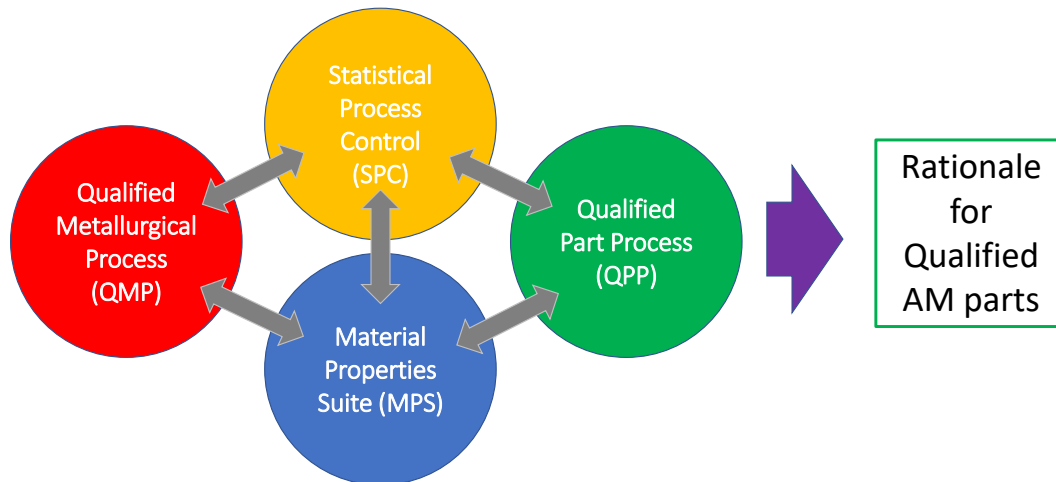 Statistical
Process
Control
(SPC)
Qualified
Metallurgical
Process
(QMP)
Material
Properties
Suite (MPS)
Qualified
Part Process
(QPP)
Rationale
for
Qualified
AM parts